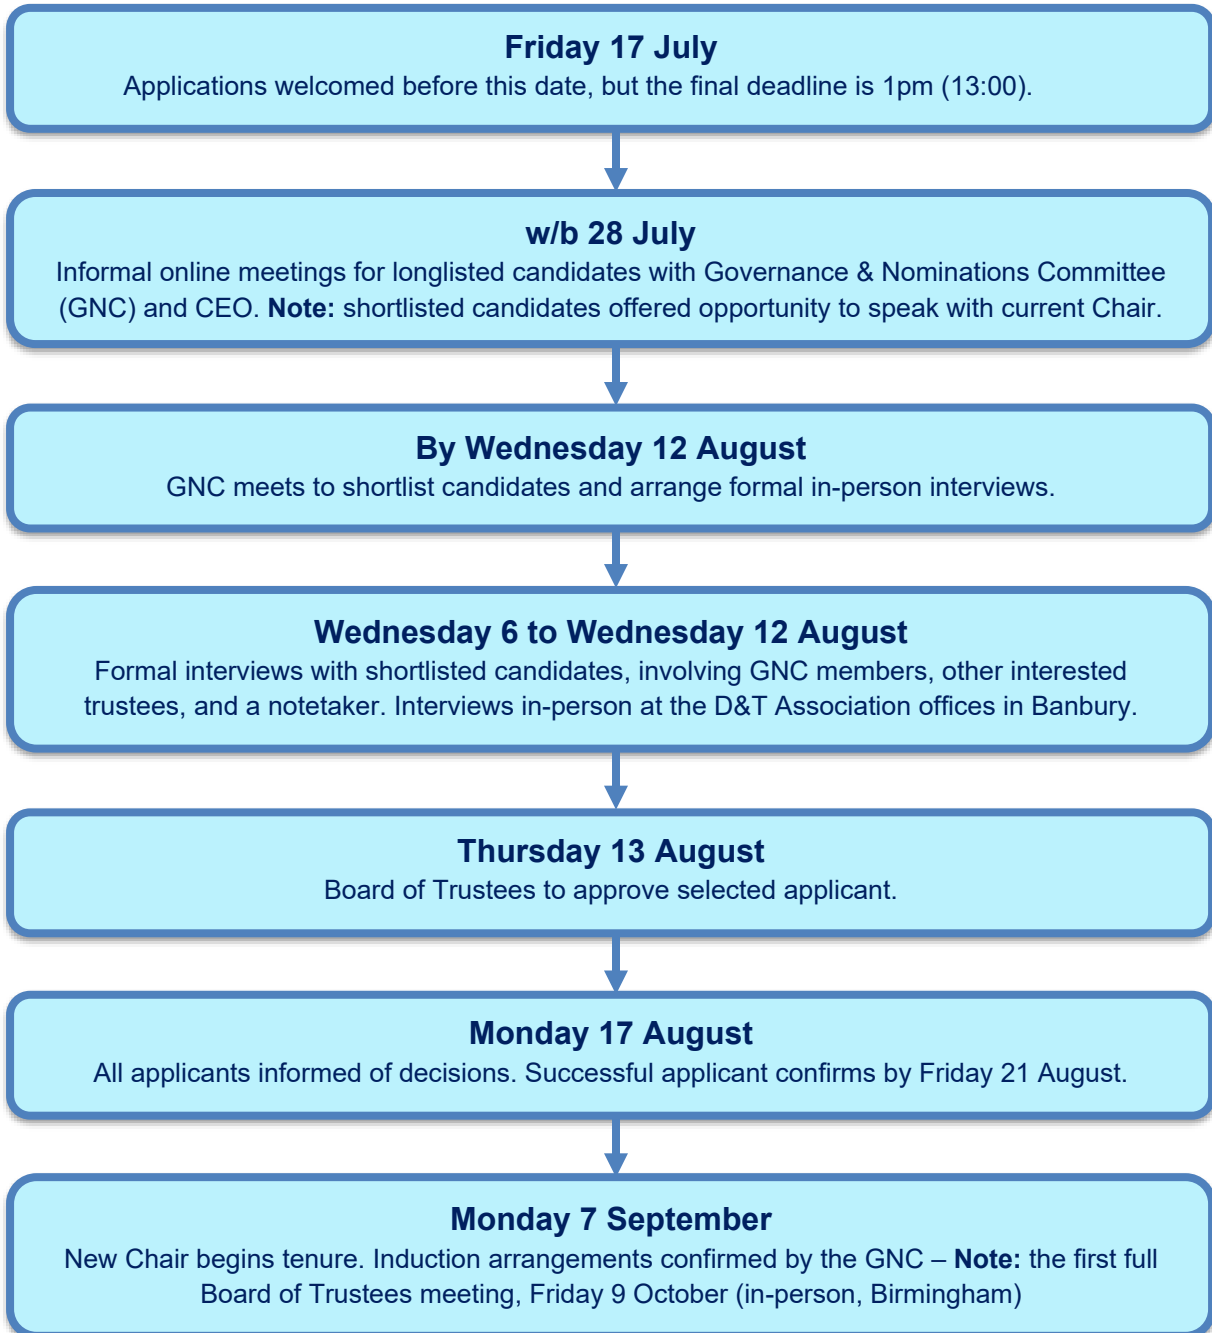 Friday 17 July
Applications welcomed before this date, but the final deadline is 1pm (13:00).
w/b 28 July
Informal online meetings for longlisted candidates with Governance & Nominations Committee
(GNC) and CEO. Note: shortlisted candidates offered opportunity to speak with current Chair.
By Wednesday 12 August
GNC meets to shortlist candidates and arrange formal in-person interviews.
Wednesday 6 to Wednesday 12 August
Formal interviews with shortlisted candidates, involving GNC members, other interested
trustees, and a notetaker. Interviews in-person at the D&T Association offices in Banbury.
Thursday 13 August
Board of Trustees to approve selected applicant.
Monday 17 August
All applicants informed of decisions. Successful applicant confirms by Friday 21 August.
Monday 7 September
New Chair begins tenure. Induction arrangements confirmed by the GNC – Note: the first full
Board of Trustees meeting, Friday 9 October (in-person, Birmingham)